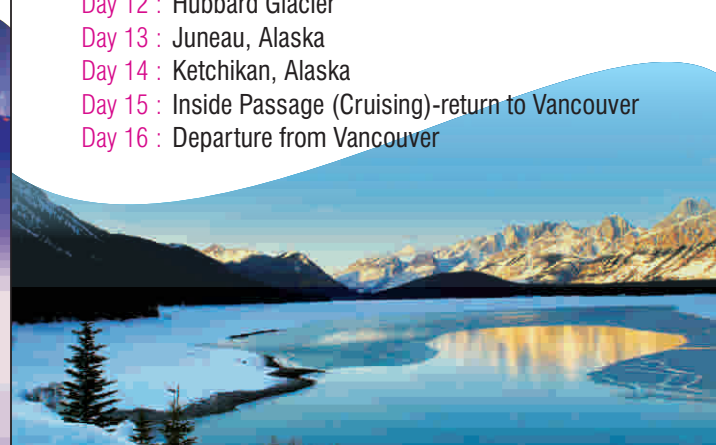 Day 12 : Hubbard Glacier
Day 13 : Juneau, Alaska
Day 14 : Ketchikan, Alaska
Day 15 : Inside Passage (Cruising)-return to Vancouver
Day 16 : Departure from Vancouver